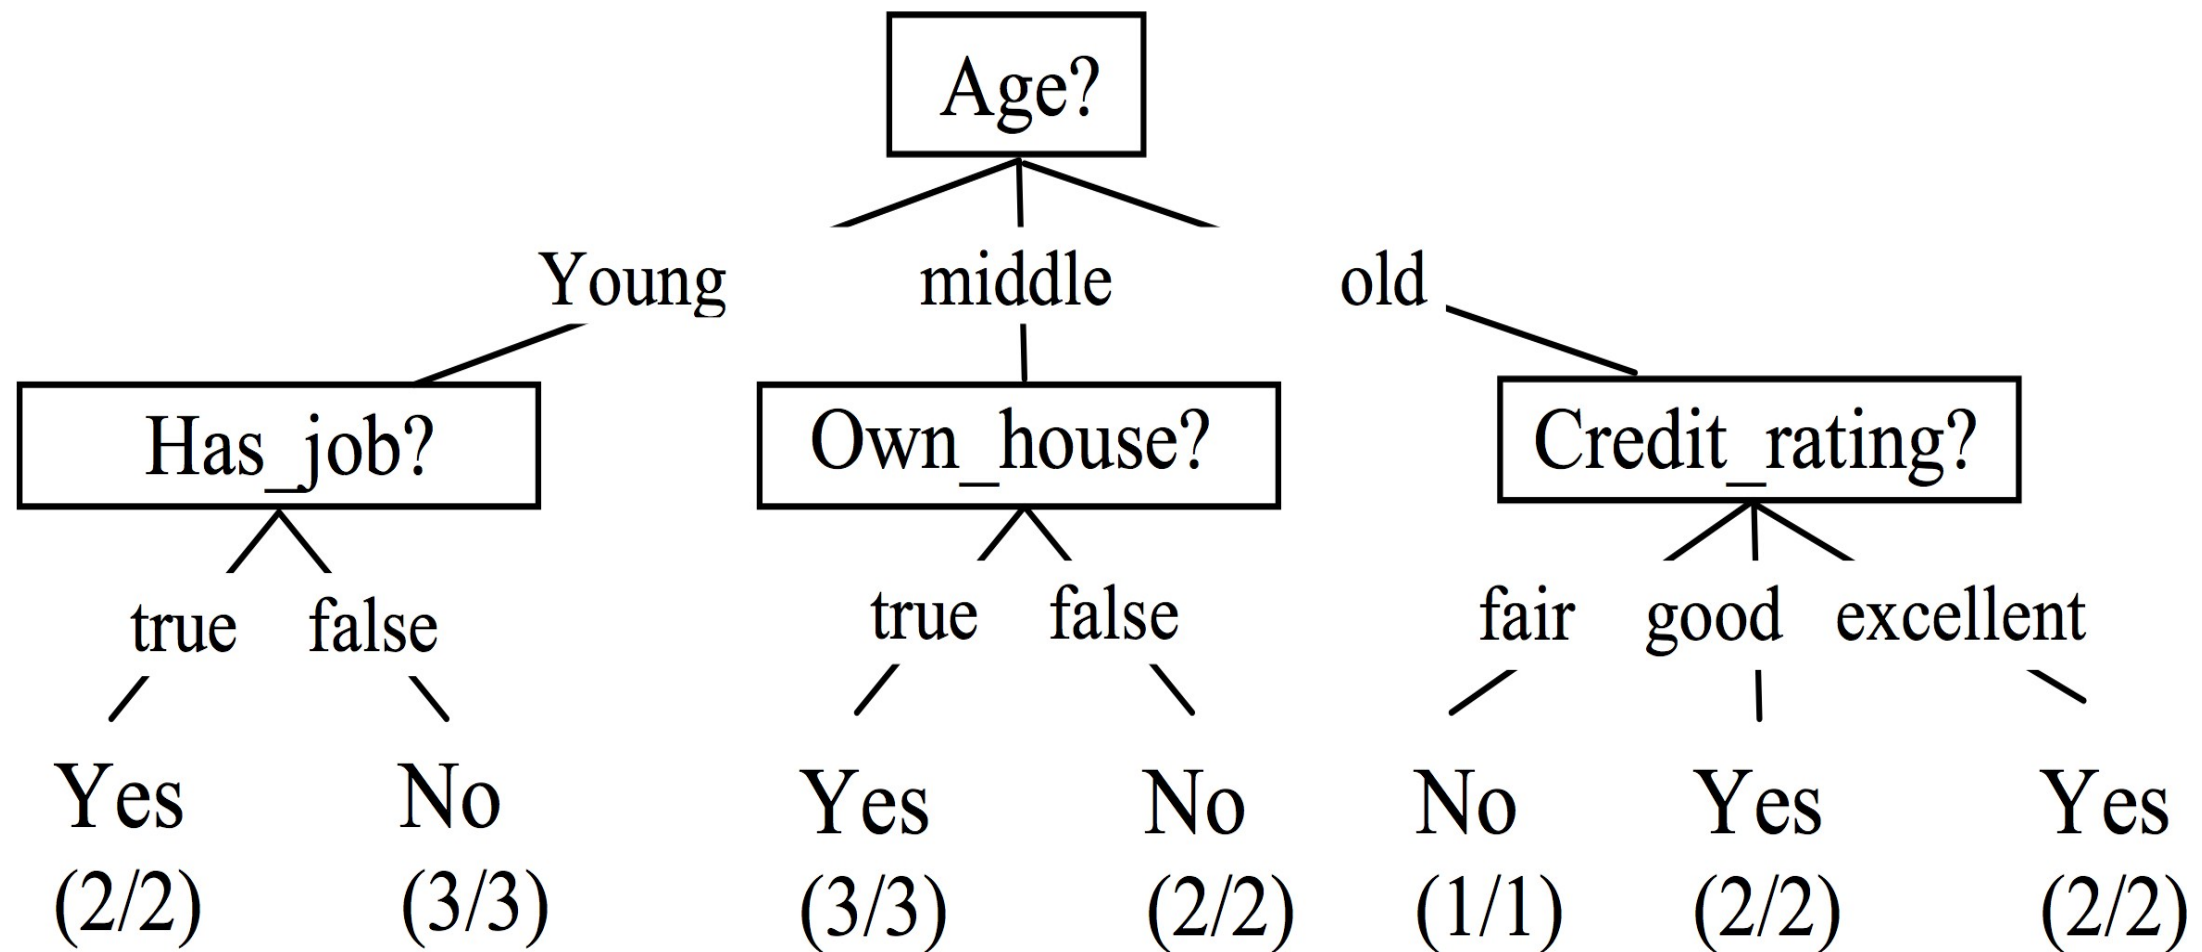 Age?
Young middle old
Has_job? Own_house? Credit_rating?
true false true false fair good excellent
Yes No Yes No No Yes Yes
(2/2) (3/3) (3/3) (2/2) (1/1) (2/2) (2/2)